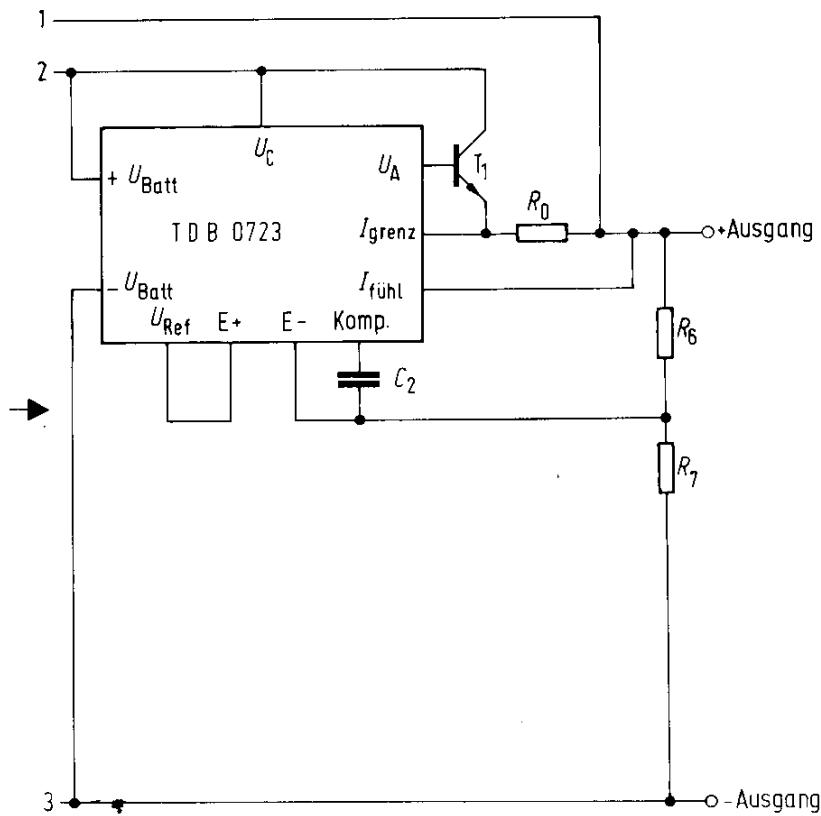 1
2
U_C
+ U_Batt
U_A
T_1
R_0
TDB 0723
I_grenz
+Ausgang
- U_Batt
I_fühl
U_Ref E+ E- Komp.
R_6
C_2
R_7
3
-Ausgang